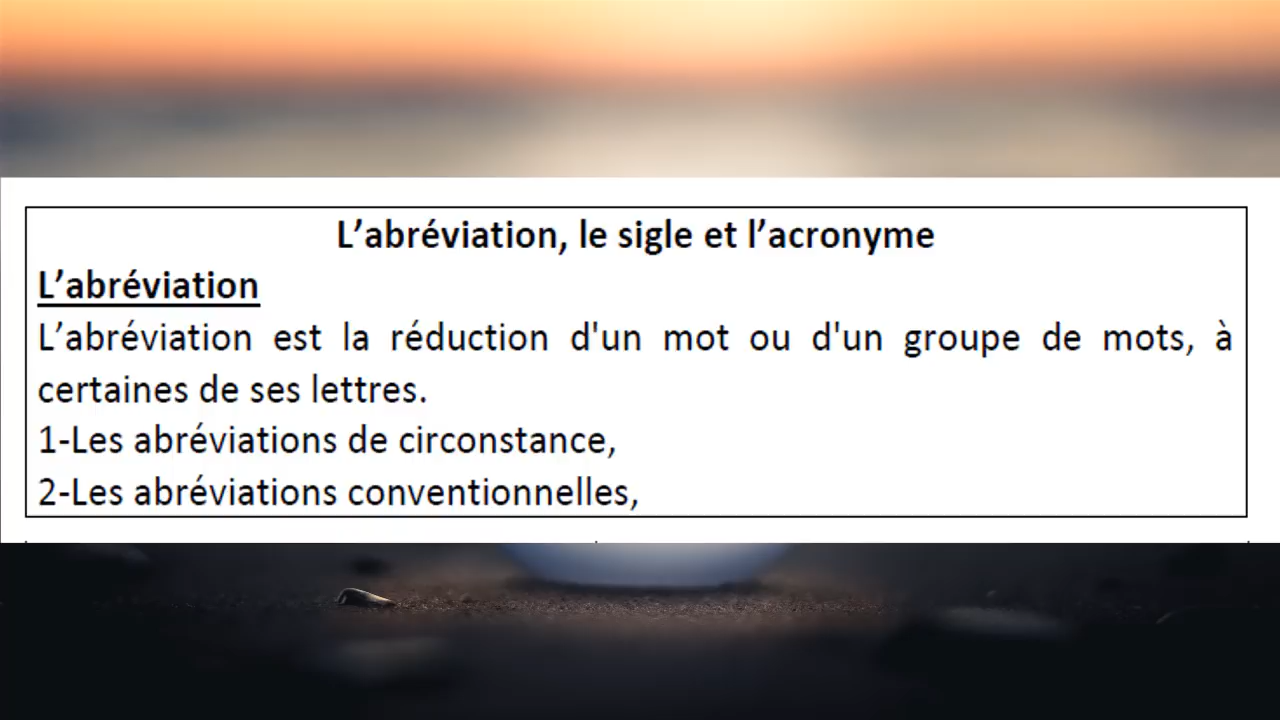 L’abréviation, le sigle et l’acronyme
L’abréviation
L’abréviation est la réduction d'un mot ou d'un groupe de mots, à
certaines de ses lettres.
1-Les abréviations de circonstance,
2-Les abréviations conventionnelles,